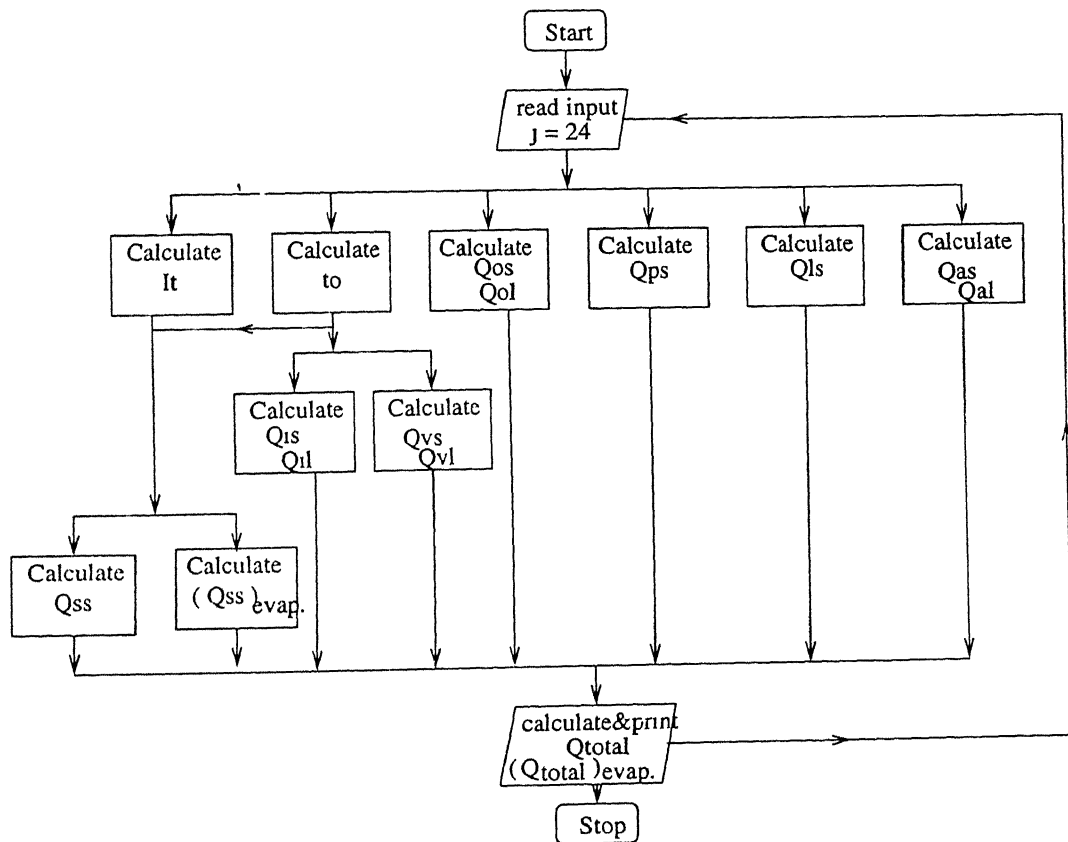 Start
read input
J = 24
Calculate
It
Calculate
to
Calculate
Qos
Qol
Calculate
Qps
Calculate
Qls
Calculate
Qas
Qal
Calculate
Qis
Qil
Calculate
Qvs
Qvl
Calculate
Qss
Calculate
(Qss)evap.
calculate&print
Qtotal
(Qtotal)evap.
Stop